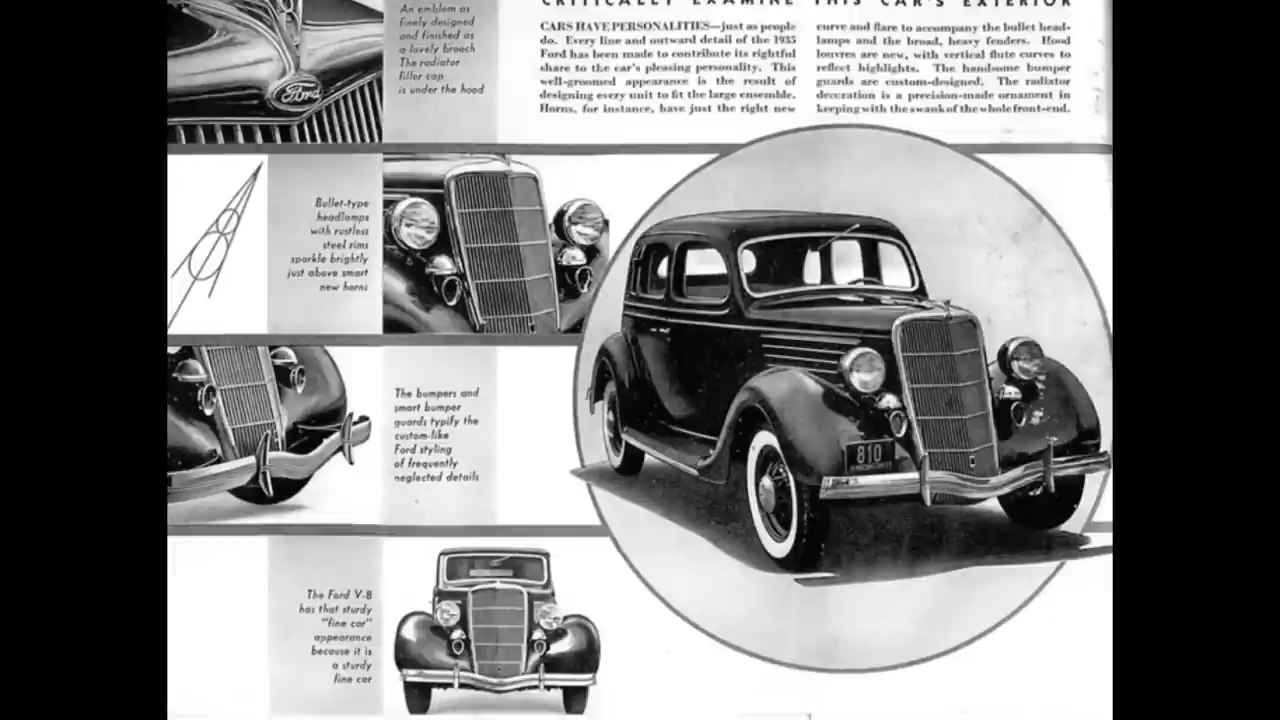 CRITICALLY EXAMINE THIS CAR'S EXTERIOR
An emblem as
finely designed
and finished as
a lovely broach
The radiator
filler cap
is under the hood
Ford
CARS HAVE PERSONALITIES—just as people
do. Every line and outward detail of the 1935
Ford has been made to contribute its rightful
share to the car's pleasing personality. This
well-groomed appearance is the result of
designing every unit to fit the large ensemble.
Horns, for instance, have just the right new
curve and flare to accompany the bullet head-
lamps and the broad, heavy fenders. Hood
louvres are new, with vertical flute curves to
reflect highlights. The handsome bumper
guards are custom-designed. The radiator
decoration is a precision-made ornament in
keeping with the swank of the whole front-end.
Bullet-type
headlamps
with rustless
steel rims
sparkle brightly
just above smart
new horns
The bumpers and
smart bumper
guards typify the
custom-like
Ford styling
of frequently
neglected details
810
The Ford V-8
has that sturdy
"fine car"
appearance
because it is
a sturdy
fine car